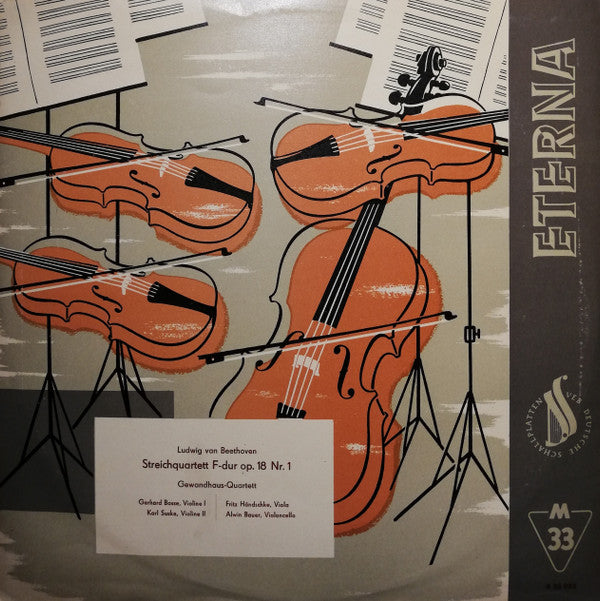 Ludwig van Beethoven
Streichquartett F-dur op. 18 Nr. 1
Gewandhaus-Quartett
Gerhard Bosse, Violine I
Karl Suske, Violine II
Fritz Händschke, Viola
Alwin Bauer, Violoncello
ETERNA
VEB DEUTSCHE SCHALLPLATTEN
M
33